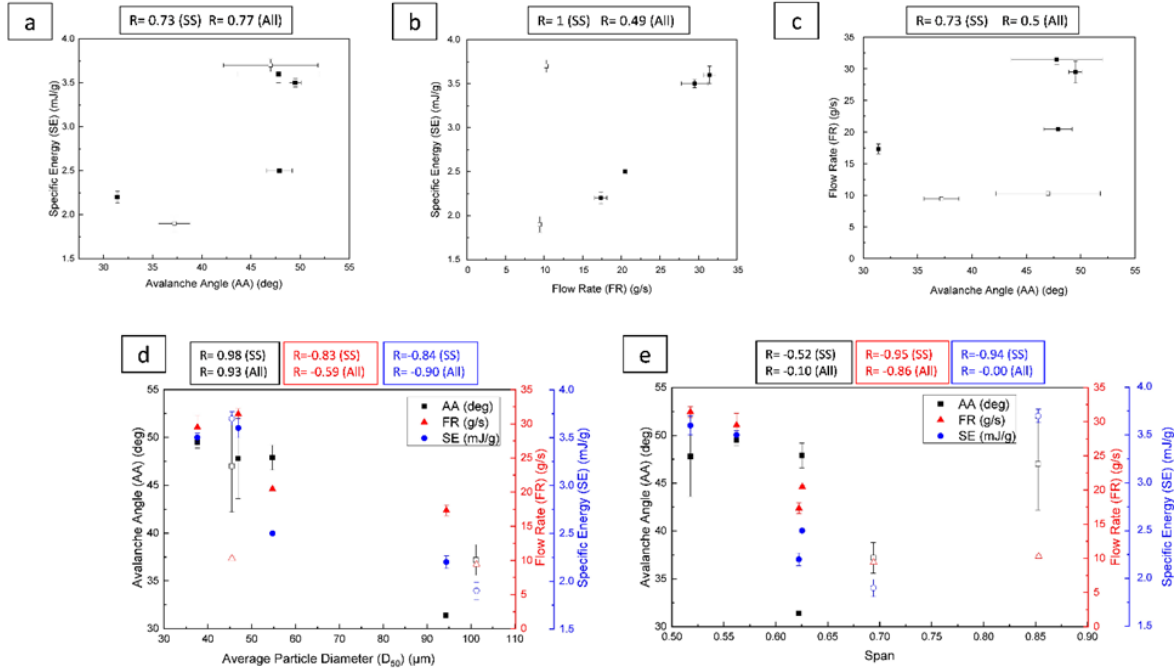 a
R= 0.73 (SS) R= 0.77 (All)
4.0
3.5
3.0
2.5
2.0
1.5
Specific Energy (SE) (mJ/g)
30 35 40 45 50 55
Avalanche Angle (AA) (deg)
b
R= 1 (SS) R= 0.49 (All)
4.0
3.5
3.0
2.5
2.0
1.5
Specific Energy (SE) (mJ/g)
0 5 10 15 20 25 30 35
Flow Rate (FR) (g/s)
c
R= 0.73 (SS) R= 0.5 (All)
35
30
25
20
15
10
5
0
Flow Rate (FR) (g/s)
30 35 40 45 50 55
Avalanche Angle (AA) (deg)
d
R= 0.98 (SS)
R= 0.93 (All)
R=-0.83 (SS)
R= -0.59 (All)
R=-0.84 (SS)
R= -0.90 (All)
55
50
45
40
35
30
Avalanche Angle (AA) (deg)
AA (deg)
FR (g/s)
SE (mJ/g)
35
30
25
20
15
10
5
0
Flow Rate (FR) (g/s)
4.0
3.5
3.0
2.5
2.0
1.5
Specific Energy (SE) (mJ/g)
30 40 50 60 70 80 90 100 110
Average Particle Diameter (D50) (µm)
e
R= -0.52 (SS)
R= -0.10 (All)
R=-0.95 (SS)
R= -0.86 (All)
R=-0.94 (SS)
R= -0.00 (All)
55
50
45
40
35
30
Avalanche Angle (AA) (deg)
AA (deg)
FR (g/s)
SE (mJ/g)
35
30
25
20
15
10
5
0
Flow Rate (FR) (g/s)
4.0
3.5
3.0
2.5
2.0
1.5
Specific Energy (SE) (mJ/g)
0.50 0.55 0.60 0.65 0.70 0.75 0.80 0.85 0.90
Span